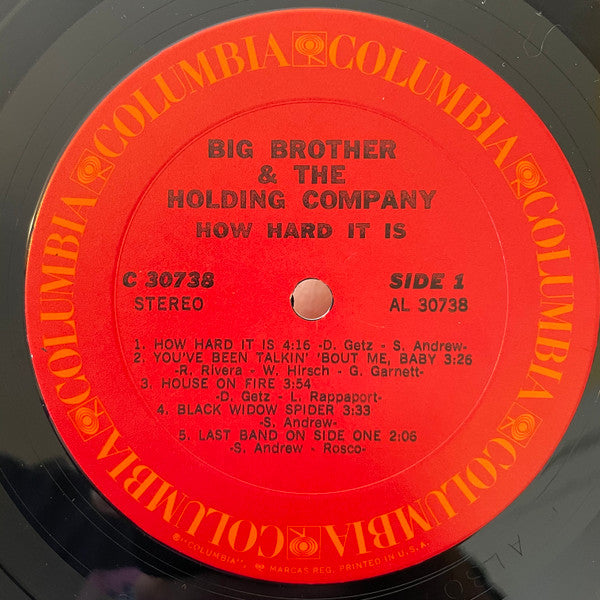 COLUMBIA COLUMBIA COLUMBIA COLUMBIA COLUMBIA COLUMBIA
BIG BROTHER
& THE
HOLDING COMPANY
HOW HARD IT IS
C 30738
SIDE 1
STEREO
AL 30738
1. HOW HARD IT IS 4:16 -D. Getz - S. Andrew-
2. YOU'VE BEEN TALKIN' 'BOUT ME, BABY 3:26
-R. Rivera - W. Hirsch - G. Garnett-
3. HOUSE ON FIRE 3:54
-D. Getz - L. Rappaport-
4. BLACK WIDOW SPIDER 3:33
-S. Andrew-
5. LAST BAND ON SIDE ONE 2:06
-S. Andrew - Rosco-
"COLUMBIA", MARCAS REG. PRINTED IN U.S.A.